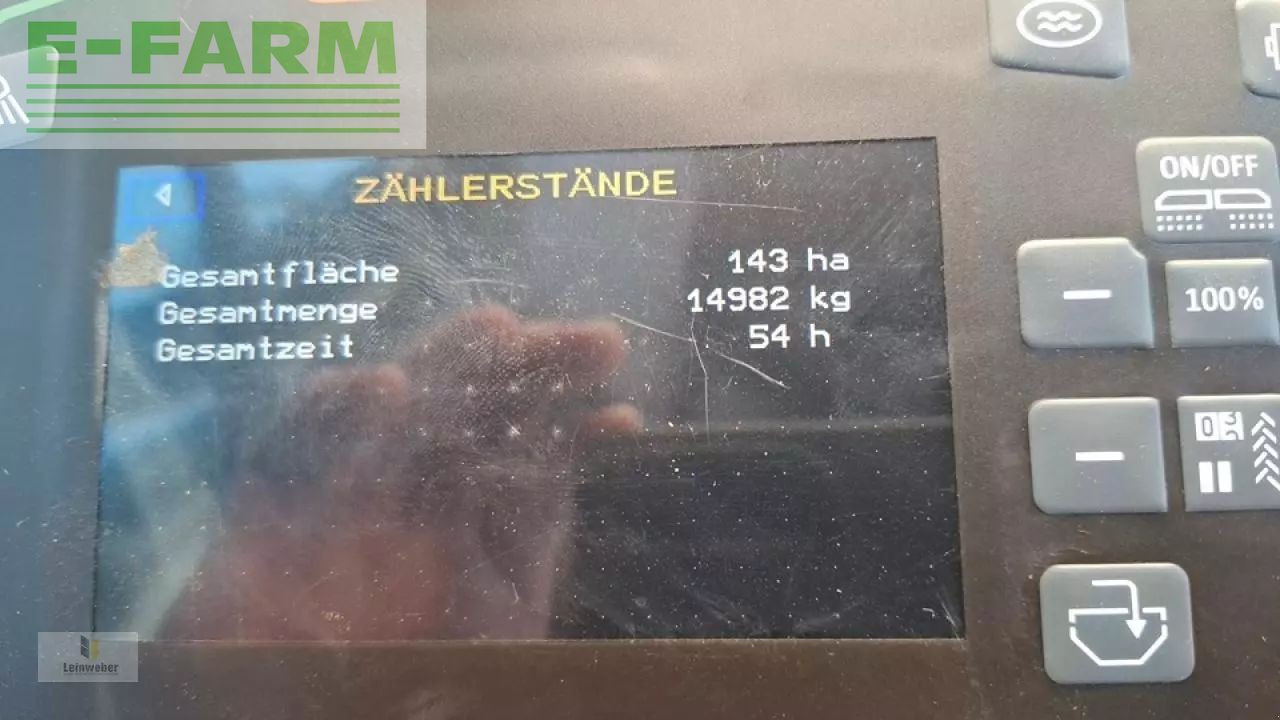 E-FARM
ZÄHLERSTÄNDE
Gesamtfläche 143 ha
Gesamtmenge 14982 kg
Gesamtzeit 54 h
ON/OFF
100%
Leinweber